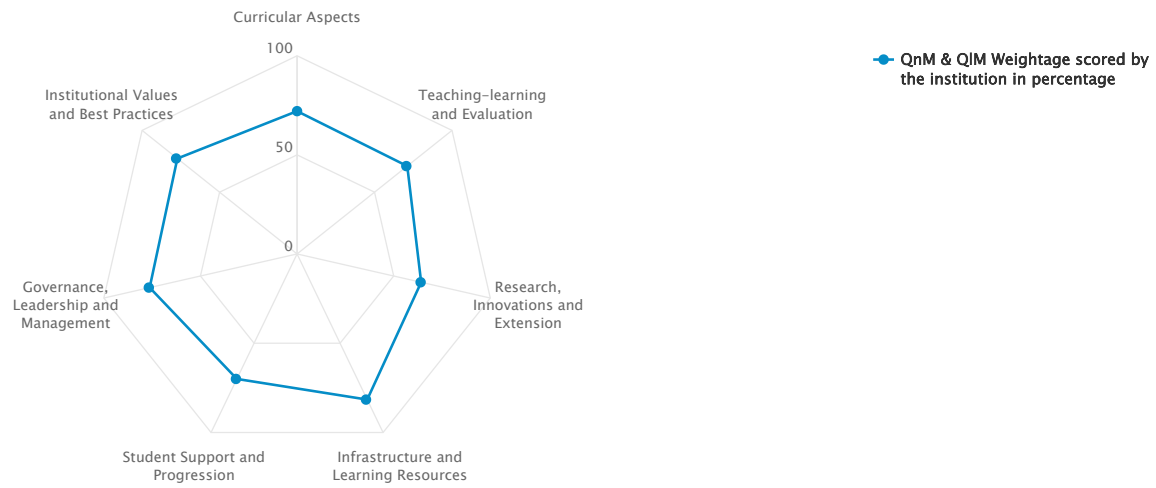 Curricular Aspects
100
Institutional Values
and Best Practices
Teaching-learning
and Evaluation
50
0
Governance,
Leadership and
Management
Research,
Innovations and
Extension
Student Support and
Progression
Infrastructure and
Learning Resources
QnM & QlM Weightage scored by
the institution in percentage